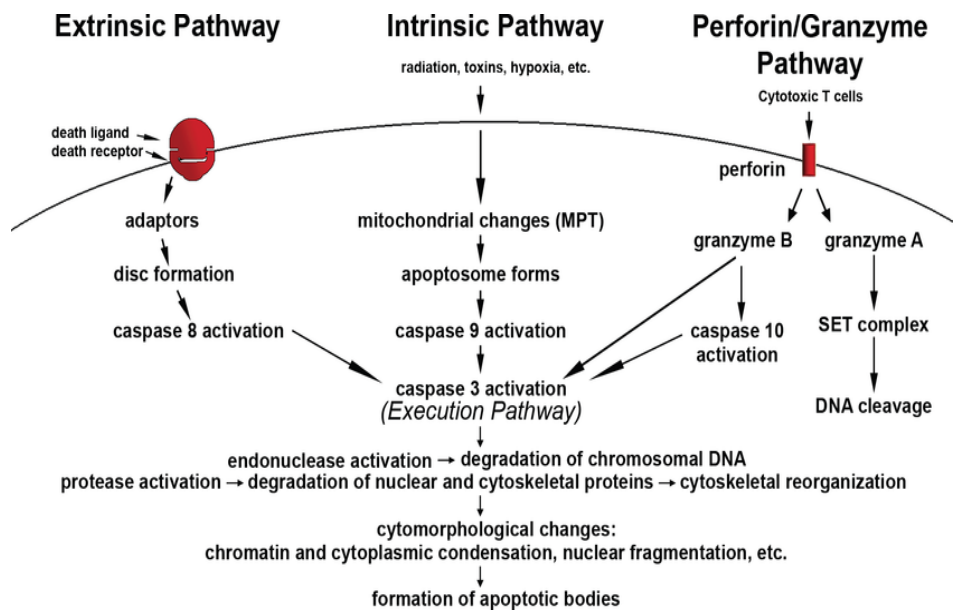 Extrinsic Pathway
death ligand
death receptor
adaptors
disc formation
caspase 8 activation
Intrinsic Pathway
radiation, toxins, hypoxia, etc.
mitochondrial changes (MPT)
apoptosome forms
caspase 9 activation
Perforin/Granzyme
Pathway
Cytotoxic T cells
perforin
granzyme B
granzyme A
caspase 10
activation
SET complex
DNA cleavage
caspase 3 activation
(Execution Pathway)
endonuclease activation → degradation of chromosomal DNA
protease activation → degradation of nuclear and cytoskeletal proteins → cytoskeletal reorganization
cytomorphological changes:
chromatin and cytoplasmic condensation, nuclear fragmentation, etc.
formation of apoptotic bodies